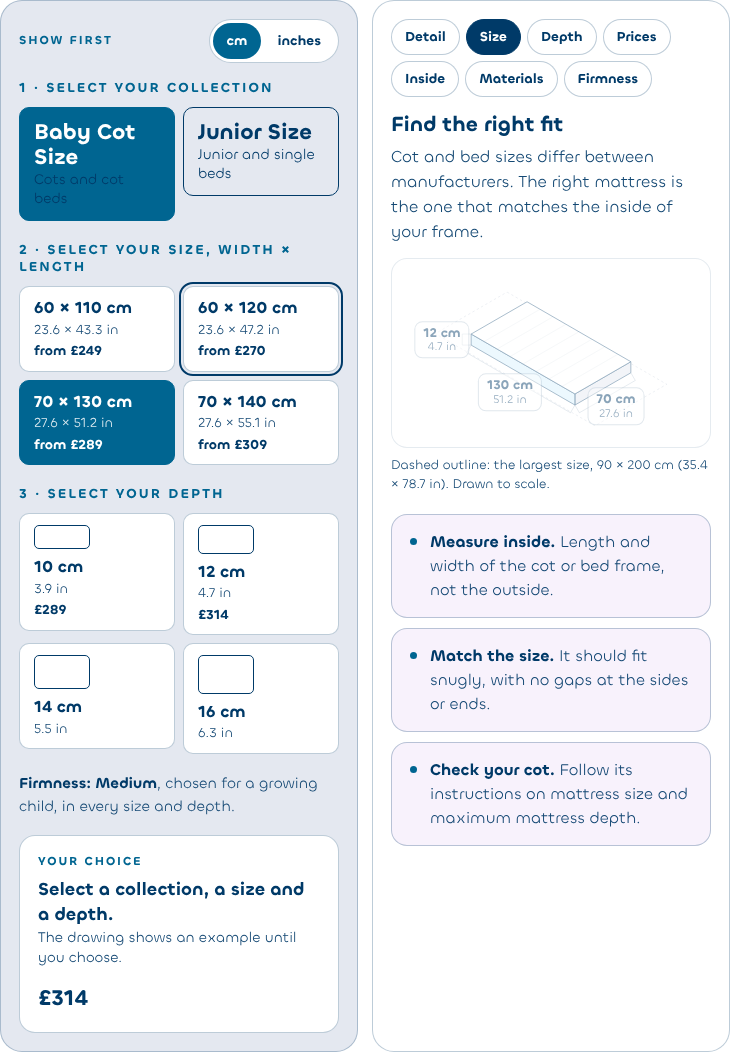 SHOW FIRST
cm
inches
1 · SELECT YOUR COLLECTION
Baby Cot
Size
Cots and cot
beds
Junior Size
Junior and single
beds
2 · SELECT YOUR SIZE, WIDTH ×
LENGTH
60 × 110 cm
23.6 × 43.3 in
from £249
60 × 120 cm
23.6 × 47.2 in
from £270
70 × 130 cm
27.6 × 51.2 in
from £289
70 × 140 cm
27.6 × 55.1 in
from £309
3 · SELECT YOUR DEPTH
10 cm
3.9 in
£289
12 cm
4.7 in
£314
14 cm
5.5 in
16 cm
6.3 in
Firmness: Medium, chosen for a growing
child, in every size and depth.
YOUR CHOICE
Select a collection, a size and
a depth.
The drawing shows an example until
you choose.
£314
Detail
Size
Depth
Prices
Inside
Materials
Firmness
Find the right fit
Cot and bed sizes differ between
manufacturers. The right mattress is
the one that matches the inside of
your frame.
12 cm
4.7 in
130 cm
51.2 in
70 cm
27.6 in
Dashed outline: the largest size, 90 × 200 cm (35.4
× 78.7 in). Drawn to scale.
• Measure inside. Length and
width of the cot or bed frame,
not the outside.
• Match the size. It should fit
snugly, with no gaps at the sides
or ends.
• Check your cot. Follow its
instructions on mattress size and
maximum mattress depth.